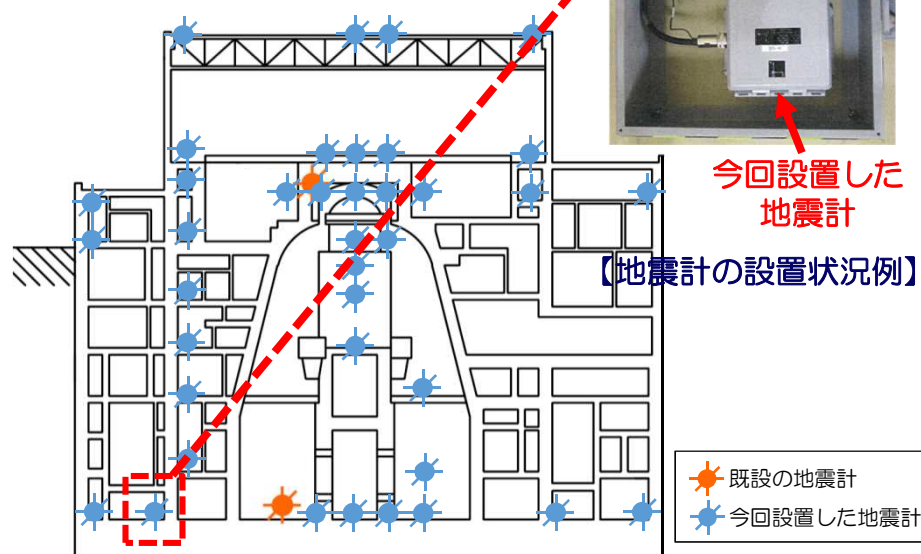 今回設置した
地震計
【地震計の設置状況例】
既設の地震計
今回設置した地震計